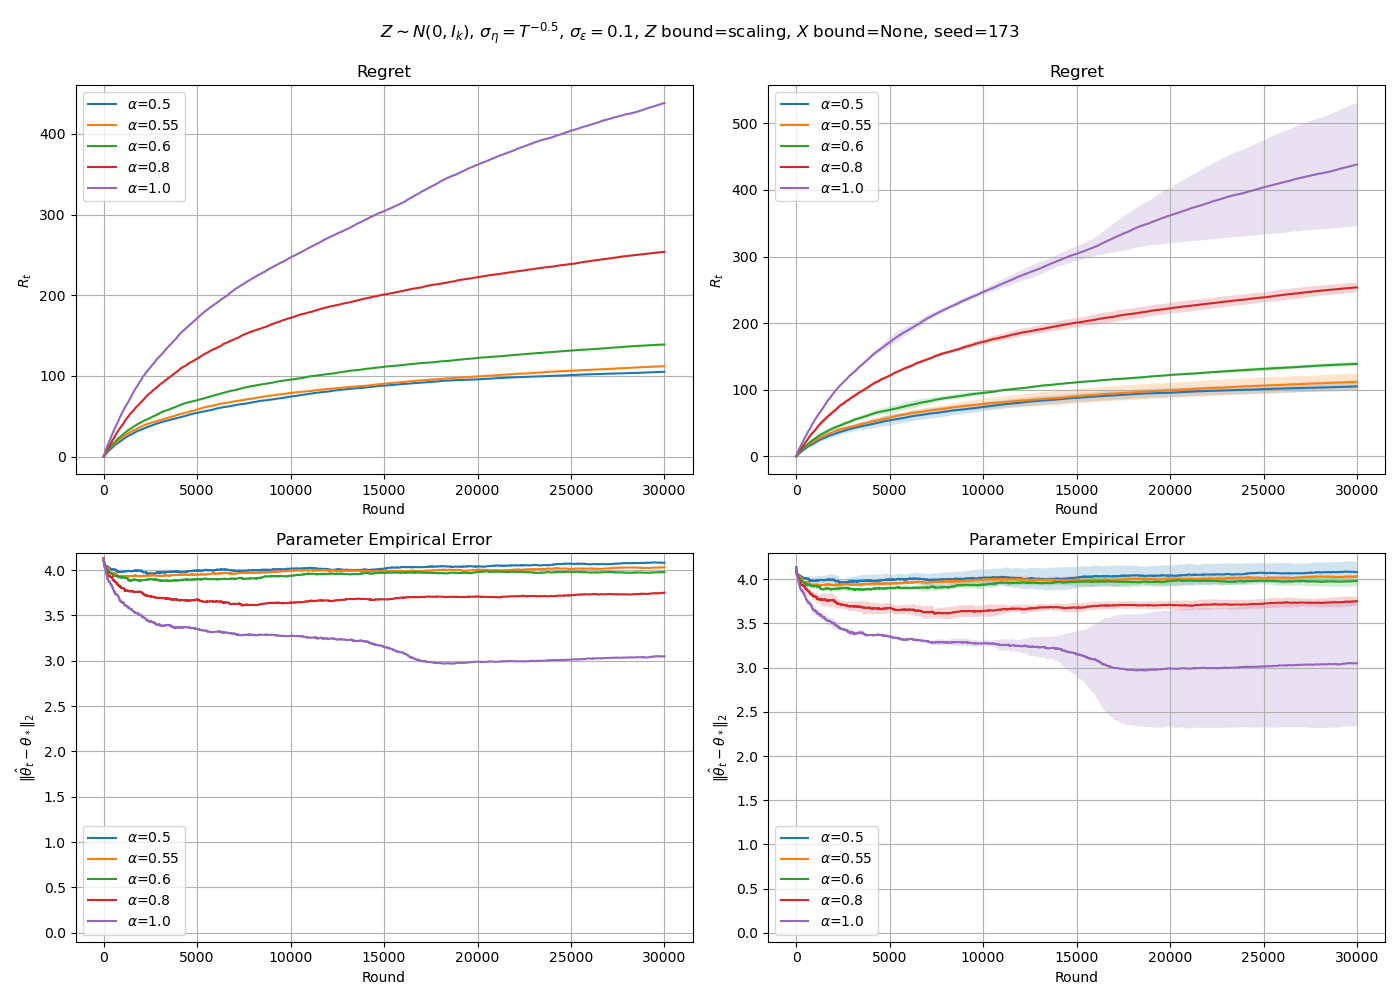 Z ∼ N(0, I_k), σ_η = T^{−0.5}, σ_ε = 0.1, Z bound=scaling, X bound=None, seed=173
Regret
α=0.5
α=0.55
α=0.6
α=0.8
α=1.0
400
300
200
100
0
R_t
0 5000 10000 15000 20000 25000 30000
Round
Regret
α=0.5
α=0.55
α=0.6
α=0.8
α=1.0
500
400
300
200
100
0
R_t
0 5000 10000 15000 20000 25000 30000
Round
Parameter Empirical Error
4.0
3.5
3.0
2.5
2.0
1.5
1.0
0.5
0.0
‖θ̂_t − θ_*‖_2
α=0.5
α=0.55
α=0.6
α=0.8
α=1.0
0 5000 10000 15000 20000 25000 30000
Round
Parameter Empirical Error
4.0
3.5
3.0
2.5
2.0
1.5
1.0
0.5
0.0
‖θ̂_t − θ_*‖_2
α=0.5
α=0.55
α=0.6
α=0.8
α=1.0
0 5000 10000 15000 20000 25000 30000
Round